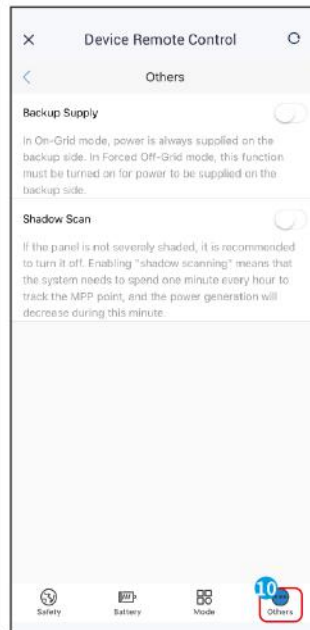 Device Remote Control
Others
Backup Supply
In On-Grid mode, power is always supplied on the
backup side. In Forced Off-Grid mode, this function
must be turned on for power to be supplied on the
backup side.
Shadow Scan
If the panel is not severely shaded, it is recommended
to turn it off. Enabling "shadow scanning" means that
the system needs to spend one minute every hour to
track the MPP point, and the power generation will
decrease during this minute.
10
Safety Battery Mode Others